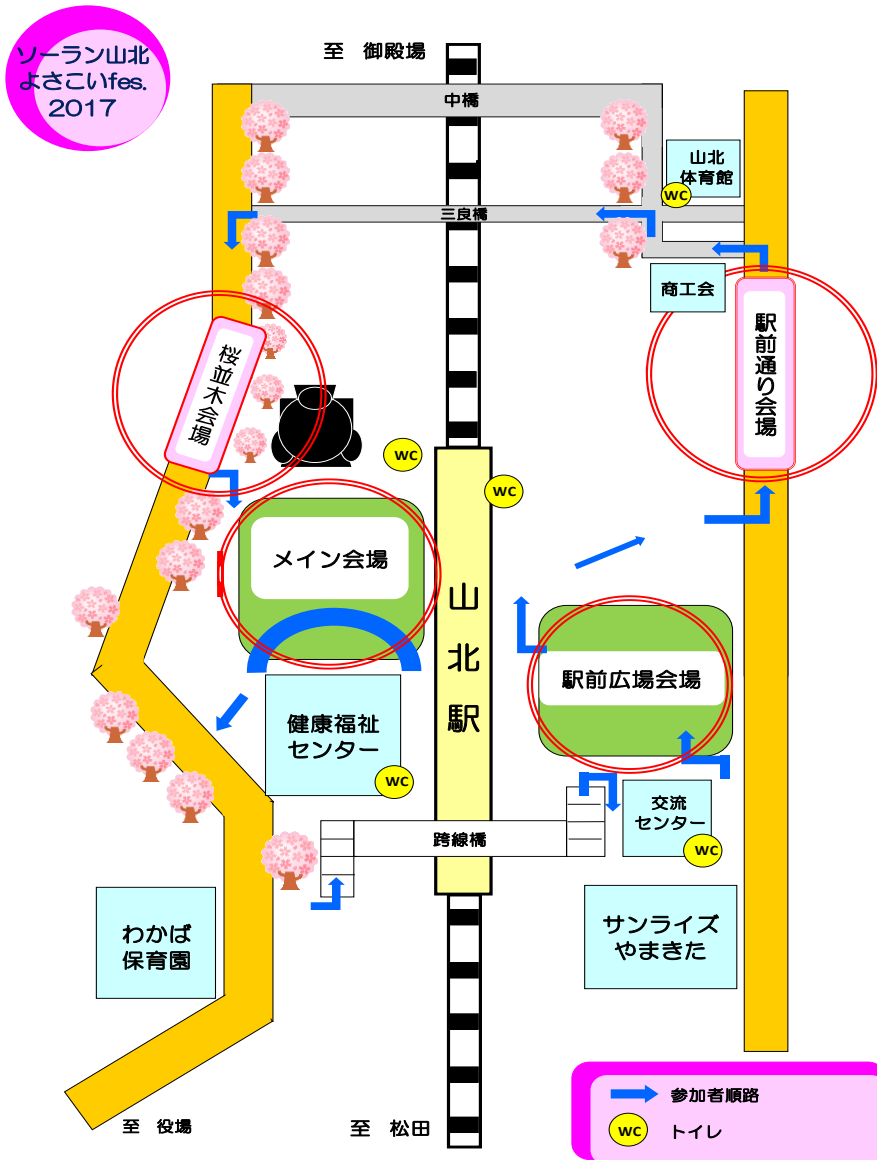 ソーラン山北
よさこいfes.
2017
至　御殿場
中橋
山北
体育館
WC
三良橋
商工会
駅前通り会場
桜並木会場
WC
WC
メイン会場
山北駅
駅前広場会場
健康福祉
センター
WC
交流
センター
WC
跨線橋
わかば
保育園
サンライズ
やまきた
至　役場
至　松田
参加者順路
WC
トイレ